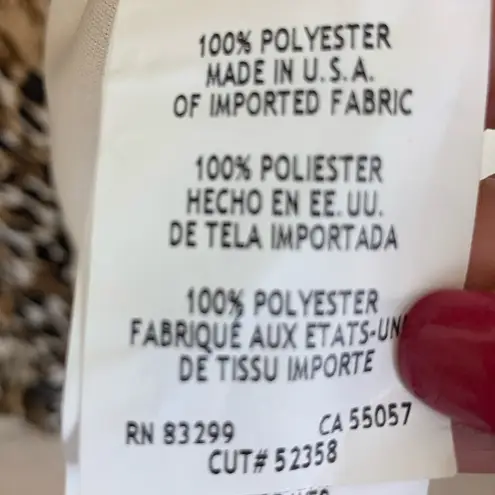 100% POLYESTER
MADE IN U.S.A.
OF IMPORTED FABRIC
100% POLIESTER
HECHO EN EE.UU.
DE TELA IMPORTADA
100% POLYESTER
FABRIQUÉ AUX ETATS-UN
DE TISSU IMPORTE
RN 83299 CA 55057
CUT# 52358